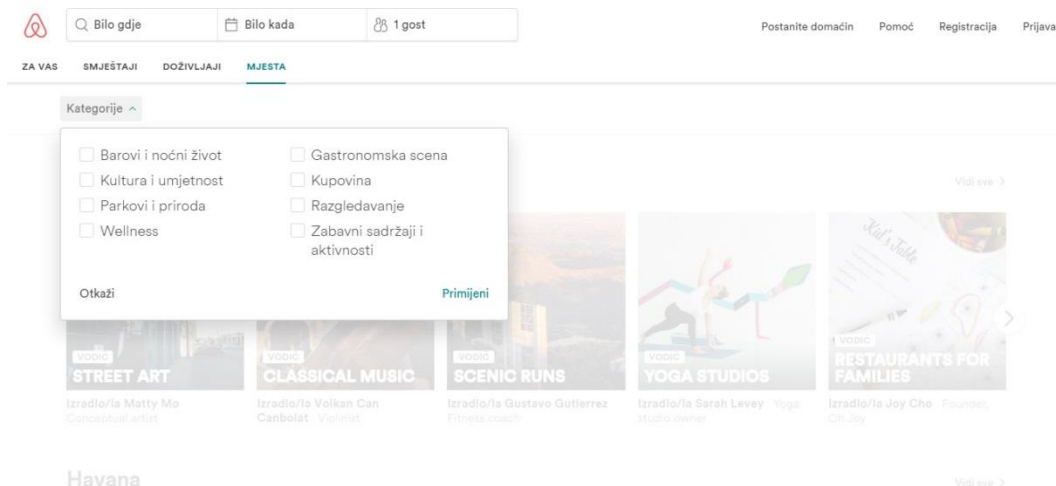 Bilo gdje
Bilo kada
1 gost
Postanite domaćin
Pomoć
Registracija
Prijava
ZA VAS
SMJEŠTAJI
DOŽIVLJAJI
MJESTA
Kategorije
Barovi i noćni život
Gastronomska scena
Kultura i umjetnost
Kupovina
Parkovi i priroda
Razgledavanje
Wellness
Zabavni sadržaji i
aktivnosti
Otkaži
Primijeni
Vidi sve >
Kid's Table
VODIČ
STREET ART
VODIČ
CLASSICAL MUSIC
VODIČ
SCENIC RUNS
VODIČ
YOGA STUDIOS
VODIČ
RESTAURANTS FOR
FAMILIES
Izradio/la Matty Mo
Conceptual artist
Izradio/la Volkan Can
Canbolat Violinist
Izradio/la Gustavo Gutierrez
Fitness coach
Izradio/la Sarah Levey Yoga
studio owner
Izradio/la Joy Cho Founder,
Oh Joy
Havana
Vidi sve >